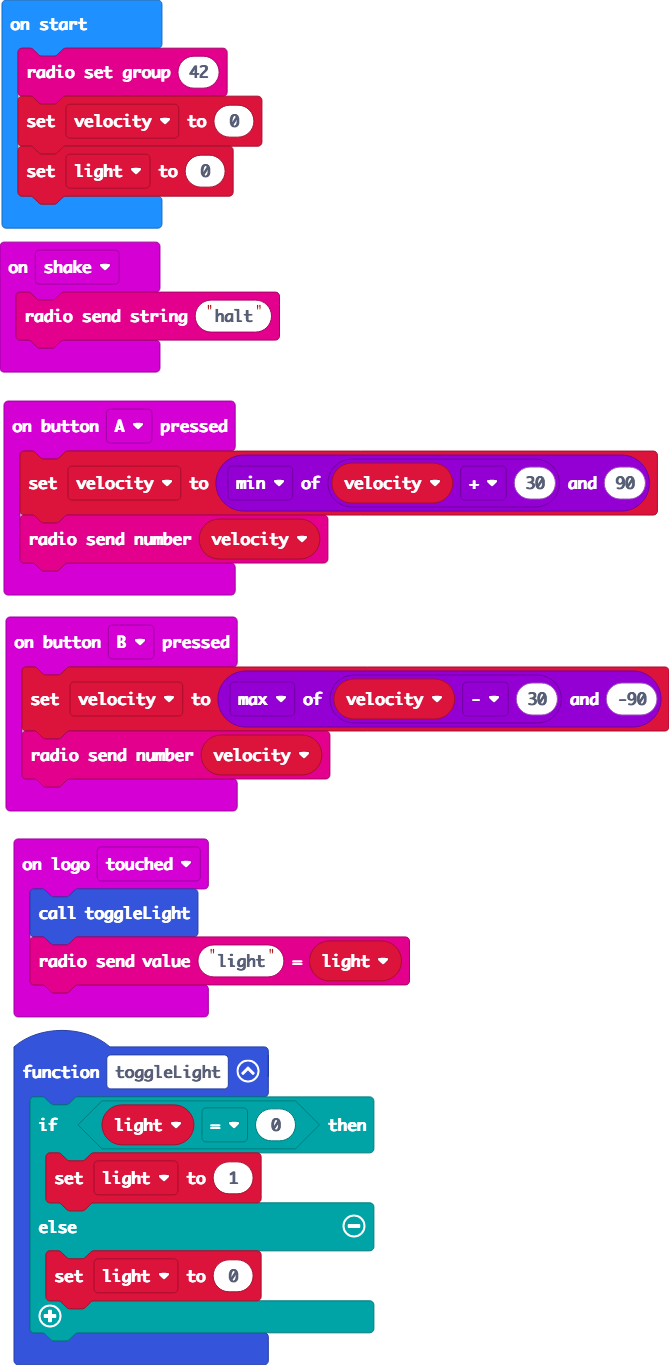 on start
radio set group 42
set velocity to 0
set light to 0
on shake
radio send string "halt"
on button A pressed
set velocity to min of velocity + 30 and 90
radio send number velocity
on button B pressed
set velocity to max of velocity - 30 and -90
radio send number velocity
on logo touched
call toggleLight
radio send value "light" = light
function toggleLight
if light = 0 then
set light to 1
else
set light to 0